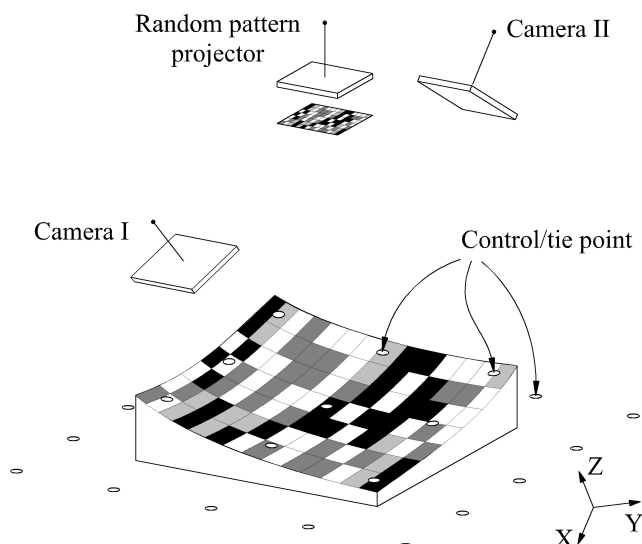 Random pattern
projector
Camera II
Camera I
Control/tie point
Z
Y
X